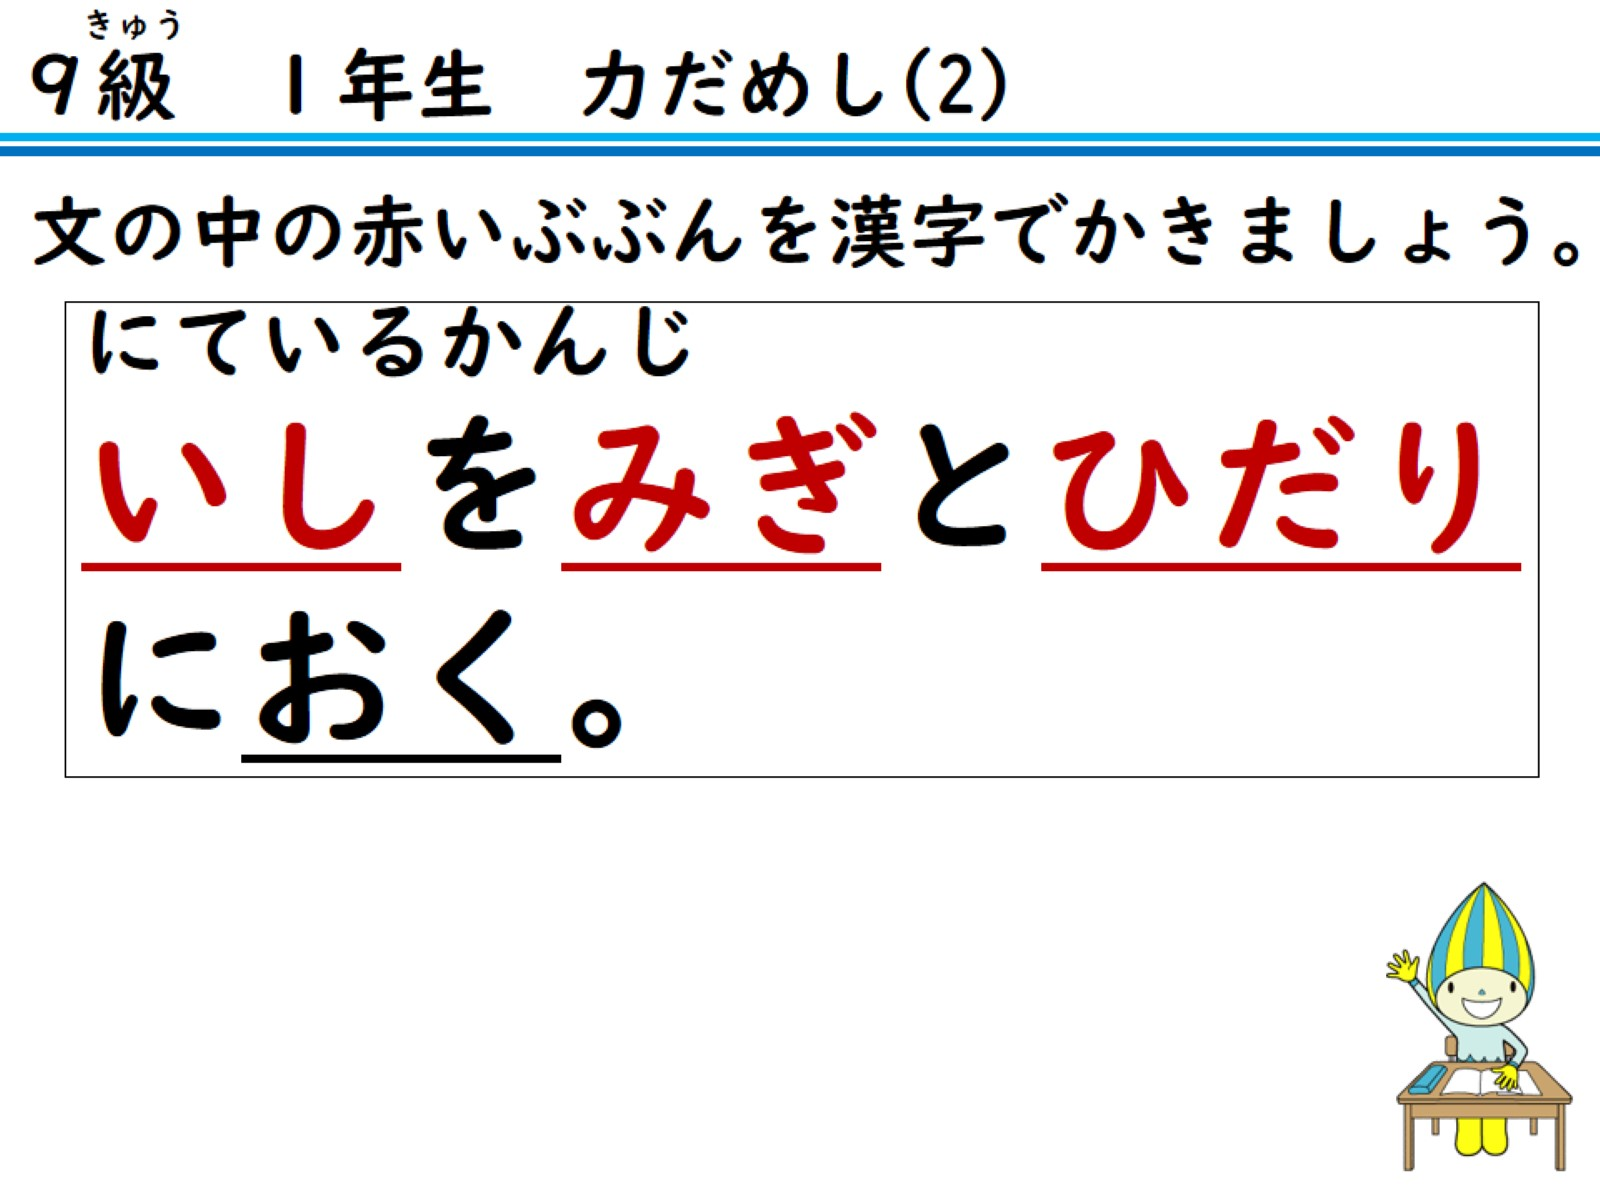 きゅう
９級　１年生　力だめし(2)
文の中の赤いぶぶんを漢字でかきましょう。
にているかんじ
いしをみぎとひだり
におく。